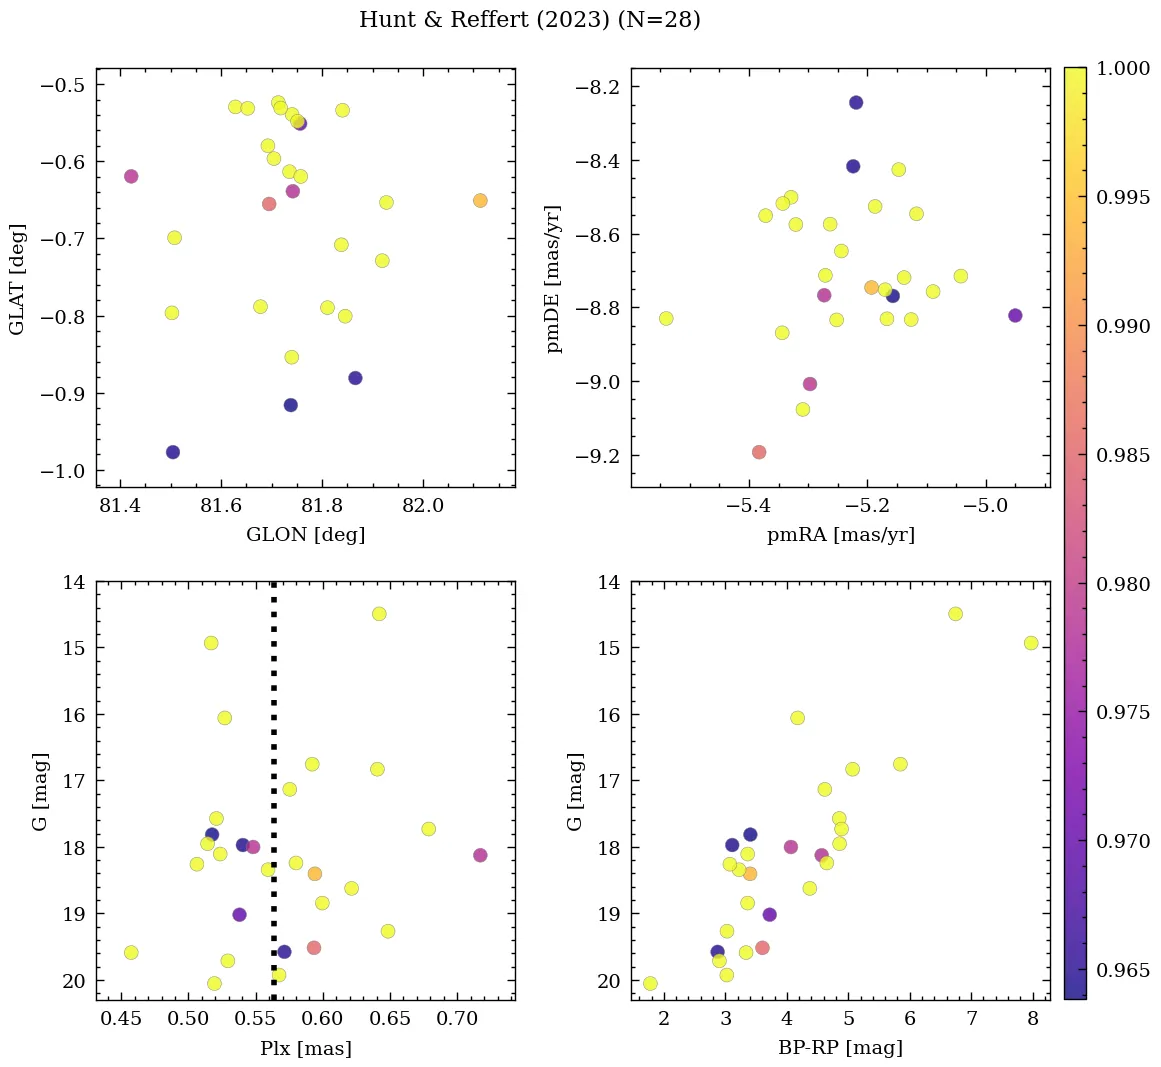 Hunt & Reffert (2023) (N=28)
−0.5
−0.6
−0.7
−0.8
−0.9
−1.0
GLAT [deg]
81.4 81.6 81.8 82.0
GLON [deg]
−8.2
−8.4
−8.6
−8.8
−9.0
−9.2
pmDE [mas/yr]
−5.4 −5.2 −5.0
pmRA [mas/yr]
14
15
16
17
18
19
20
G [mag]
0.45 0.50 0.55 0.60 0.65 0.70
Plx [mas]
14
15
16
17
18
19
20
G [mag]
2 3 4 5 6 7 8
BP-RP [mag]
1.000
0.995
0.990
0.985
0.980
0.975
0.970
0.965